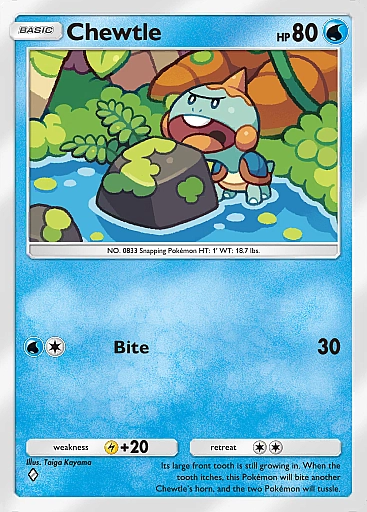 BASIC Chewtle HP 80
NO. 0833 Snapping Pokémon HT: 1' WT: 18.7 lbs.
Bite 30
weakness +20 retreat
Illus. Taiga Kayama
Its large front tooth is still growing in. When the
tooth itches, this Pokémon will bite another
Chewtle's horn, and the two Pokémon will tussle.